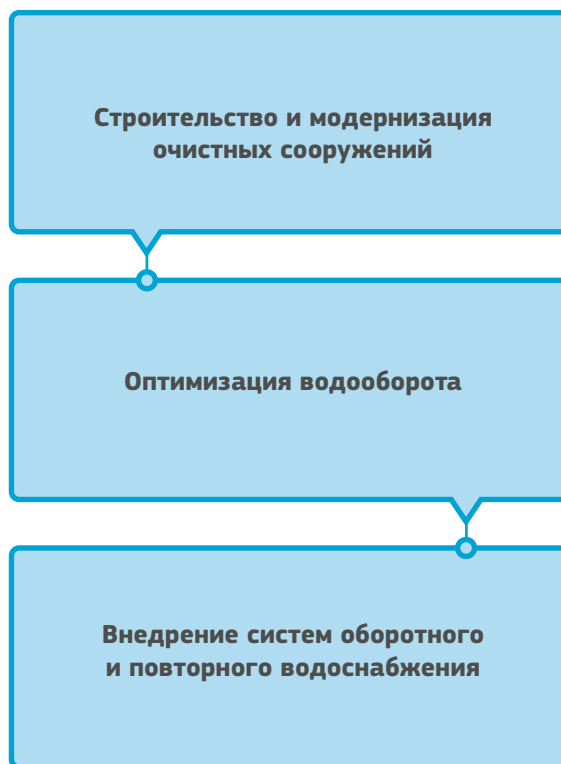 Строительство и модернизация
очистных сооружений
Оптимизация водооборота
Внедрение систем оборотного
и повторного водоснабжения